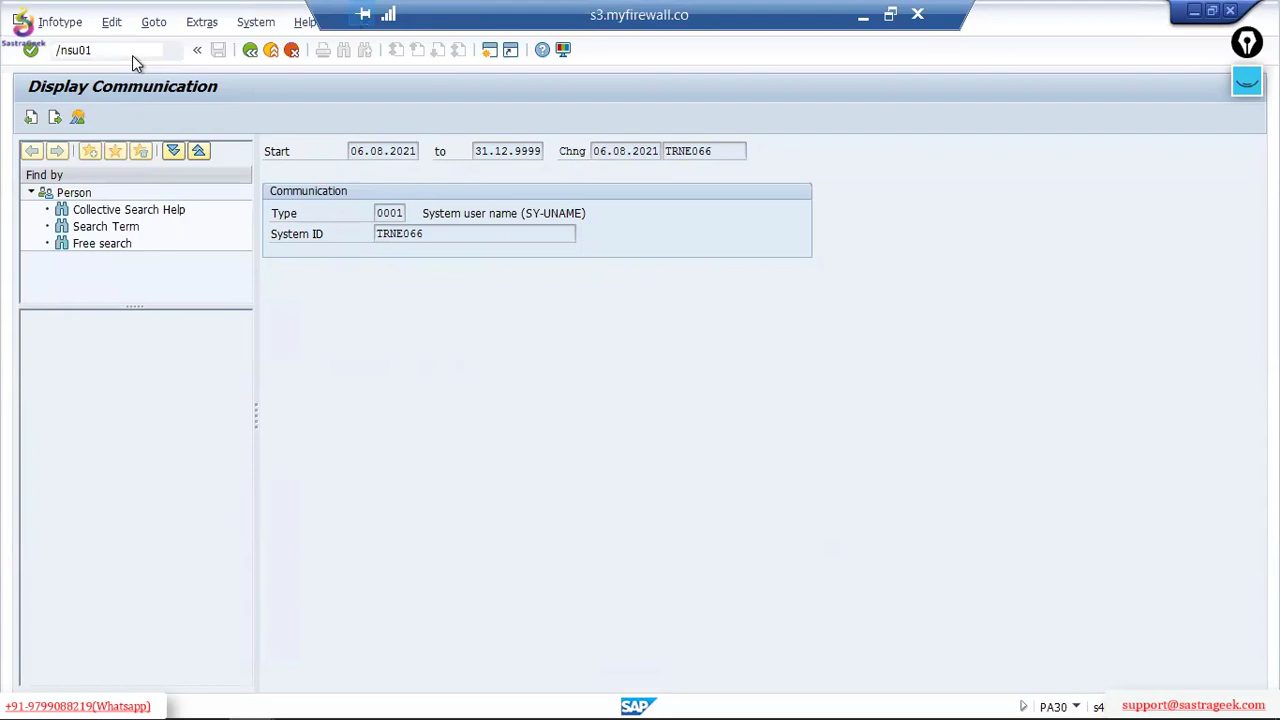 s3.myfirewall.co
Infotype Edit Goto Extras System Help
SastraGeek
/nsu01
Display Communication
Start 06.08.2021 to 31.12.9999 Chng 06.08.2021 TRNE066
Find by
Person
Collective Search Help
Search Term
Free search
Communication
Type 0001 System user name (SY-UNAME)
System ID TRNE066
+91-9799088219(Whatsapp)
SAP
PA30
s4
support@sastrageek.com